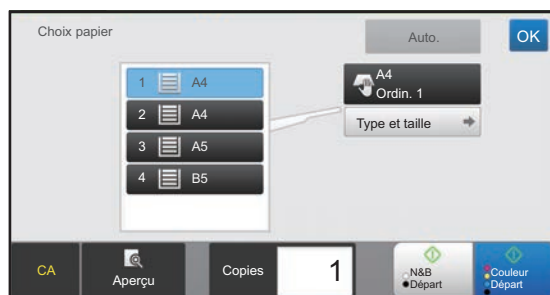 Choix papier
Auto.
OK
1 A4
2 A4
3 A5
4 B5
A4
Ordin. 1
Type et taille
CA
Aperçu
Copies
1
N&B
Départ
Couleur
Départ